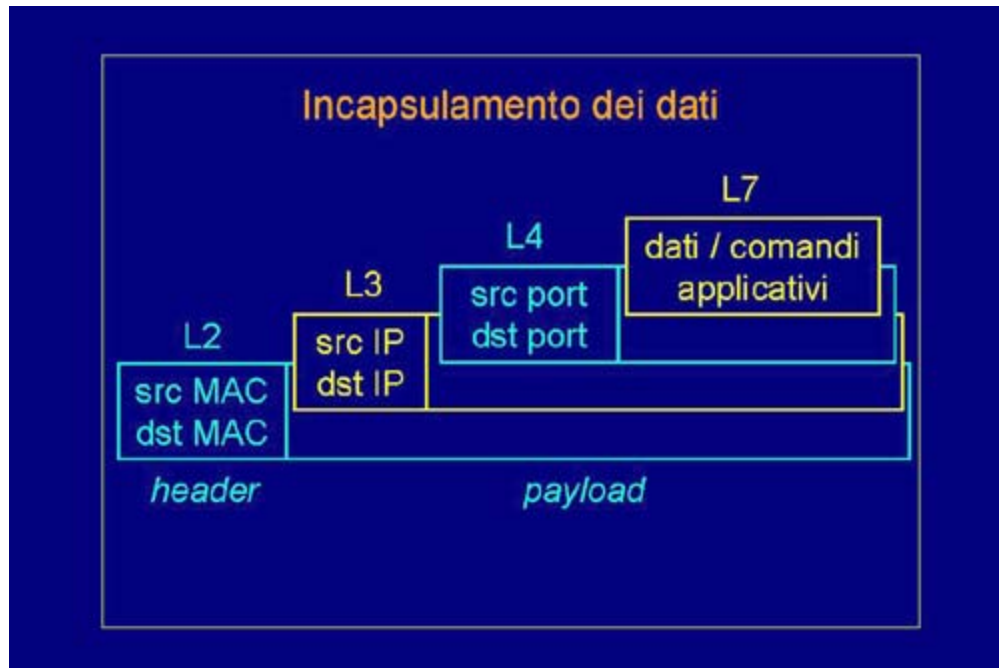 Incapsulamento dei dati
L7
dati / comandi
applicativi
L4
src port
dst port
L3
src IP
dst IP
L2
src MAC
dst MAC
header
payload